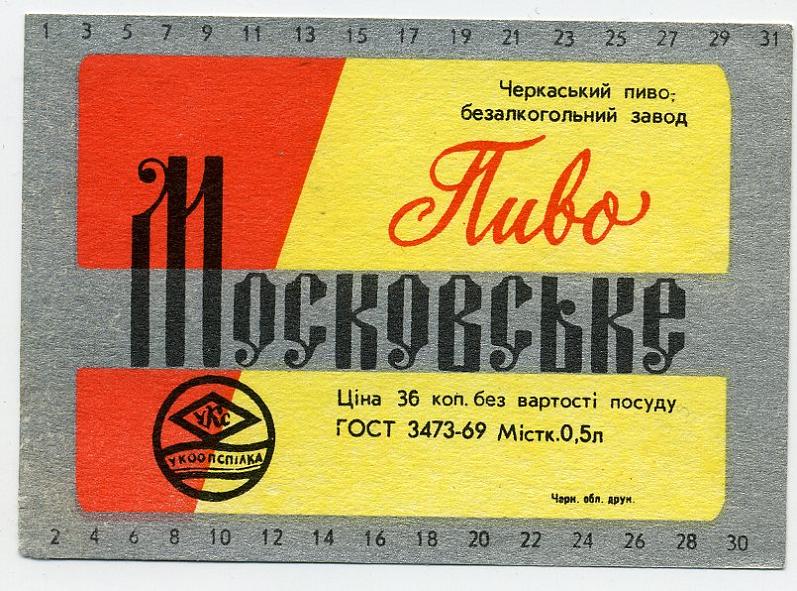 1 3 5 7 9 11 13 15 17 19 21 23 25 27 29 31
Черкаський пиво-
безалкогольний завод
Пиво
Московське
УКС
УКООПСПІЛКА
Ціна 36 коп. без вартості посуду
ГОСТ 3473-69 Містк.0,5л
Черк. обл. друк.
2 4 6 8 10 12 14 16 18 20 22 24 26 28 30